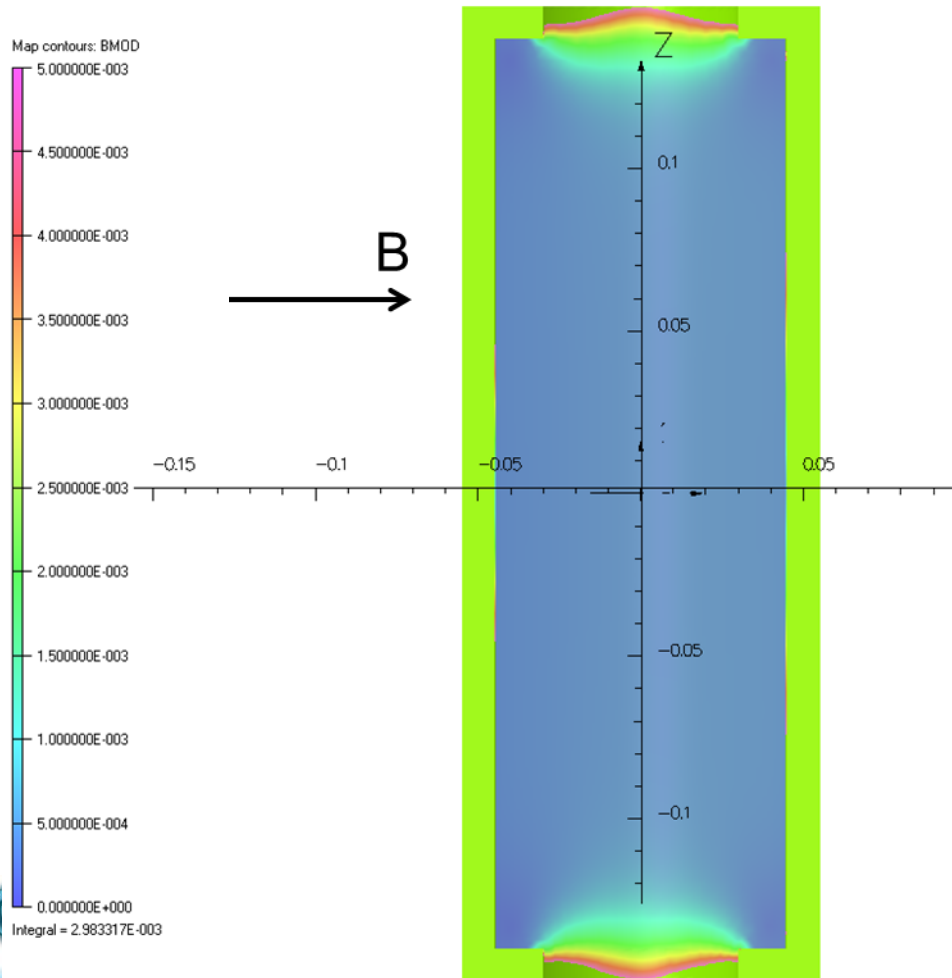 Map contours: BMOD
5.000000E-003
4.500000E-003
4.000000E-003
3.500000E-003
3.000000E-003
2.500000E-003
2.000000E-003
1.500000E-003
1.000000E-003
5.000000E-004
0.000000E+000
Integral = 2.983317E-003
B
Z
0.1
0.05
−0.15
−0.1
−0.05
0.05
−0.05
−0.1